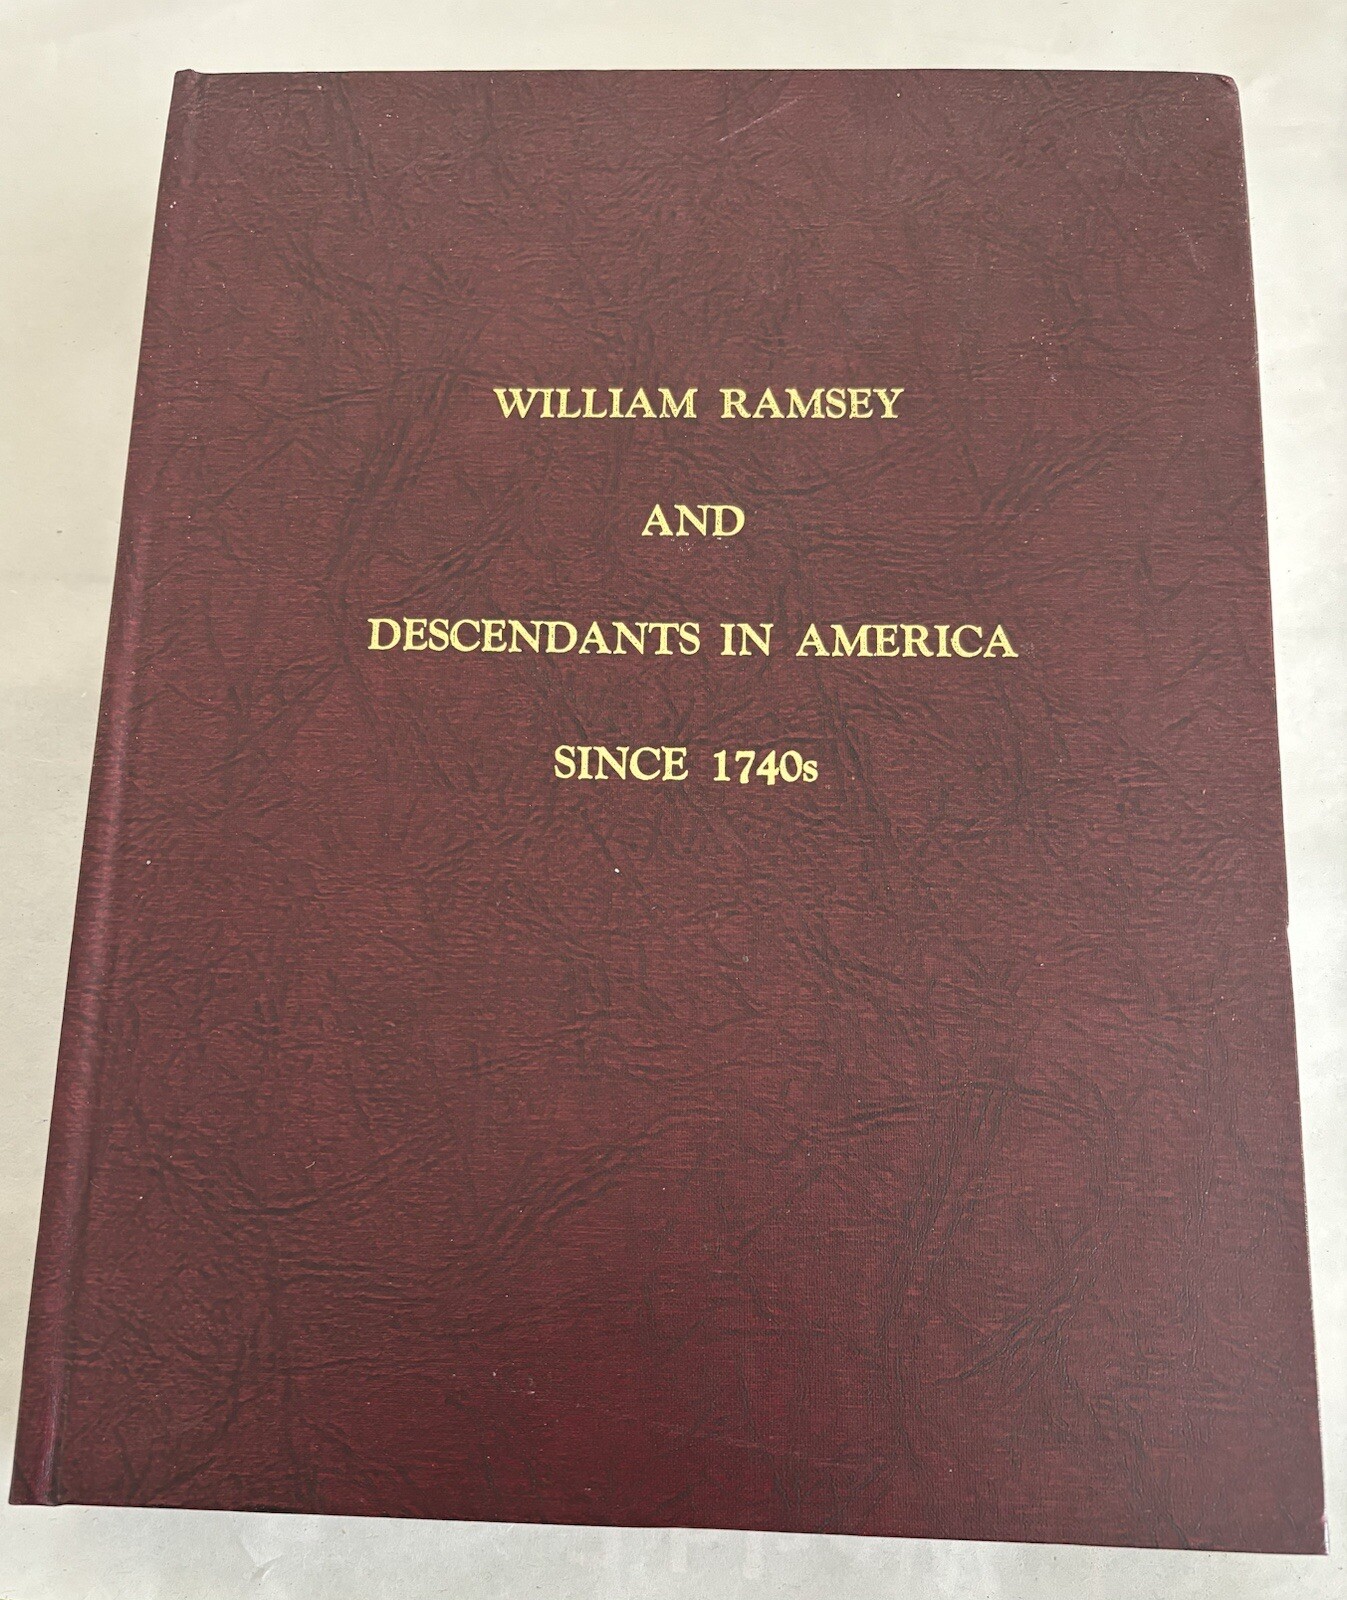 WILLIAM RAMSEY
AND
DESCENDANTS IN AMERICA
SINCE 1740s